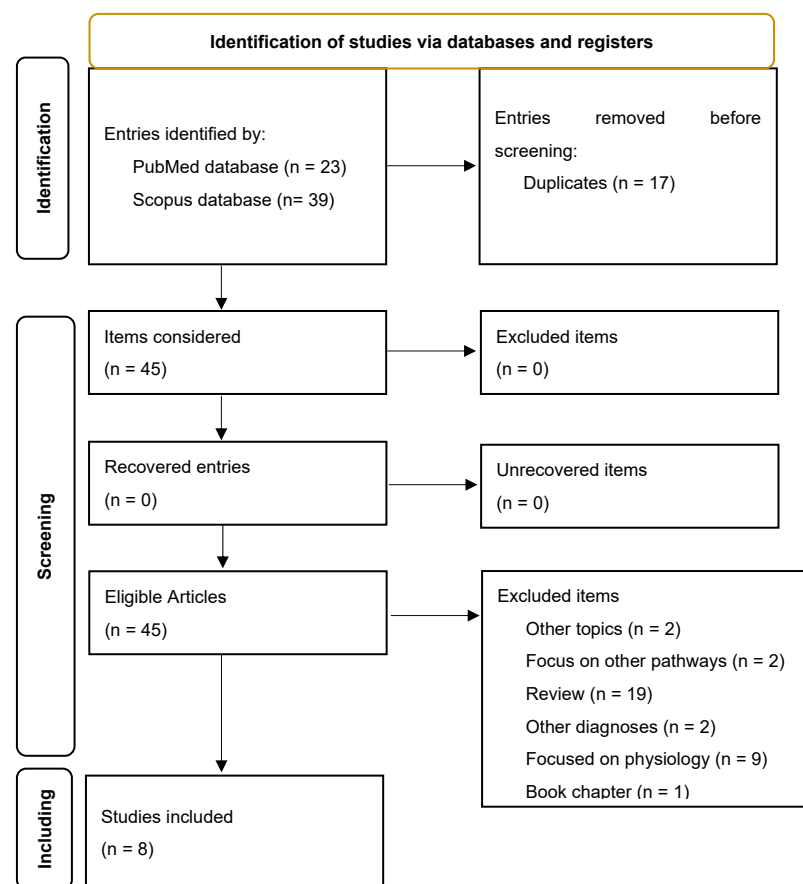 Identification of studies via databases and registers
Identification
Entries identified by:
PubMed database (n = 23)
Scopus database (n= 39)
Entries removed before
screening:
Duplicates (n = 17)
Screening
Items considered
(n = 45)
Excluded items
(n = 0)
Recovered entries
(n = 0)
Unrecovered items
(n = 0)
Eligible Articles
(n = 45)
Excluded items
Other topics (n = 2)
Focus on other pathways (n = 2)
Review (n = 19)
Other diagnoses (n = 2)
Focused on physiology (n = 9)
Book chapter (n = 1)
Including
Studies included
(n = 8)